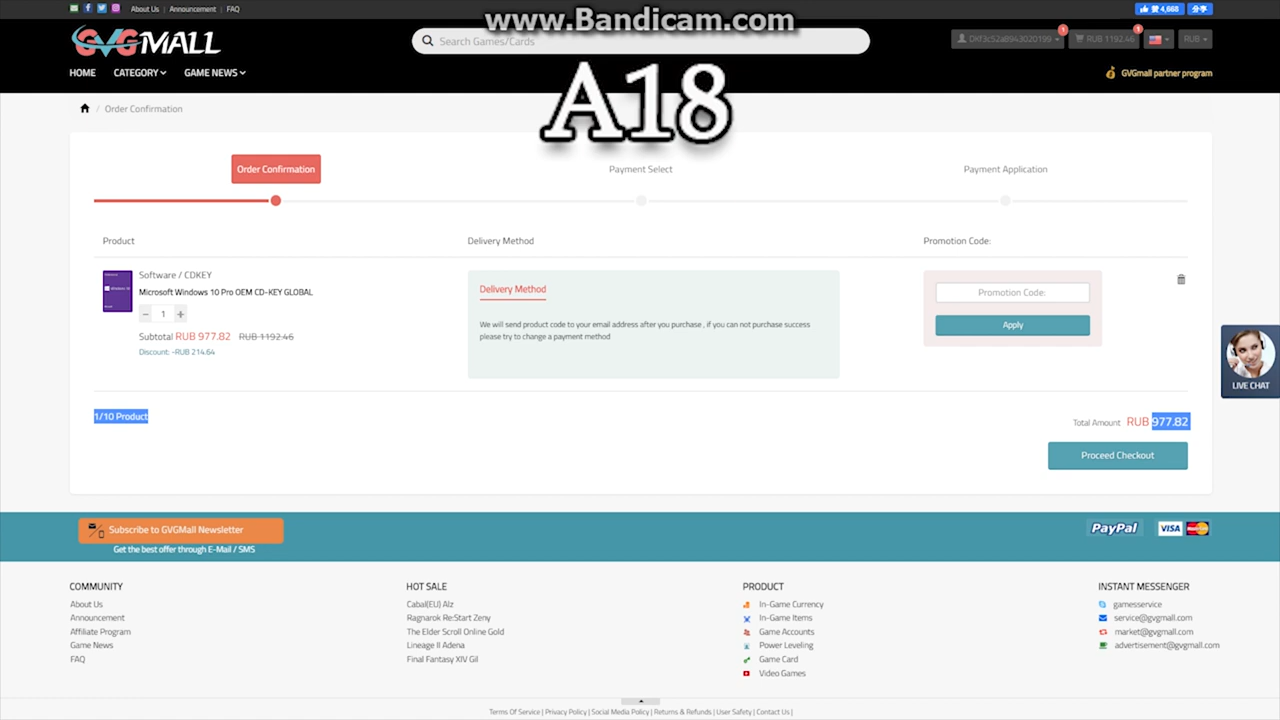 www.Bandicam.com
About Us | Announcement | FAQ
赞 4,668 分享
GVGMALL
Search Games/Cards
RUB 1192.46
1
RUB
HOME CATEGORY GAME NEWS
GVGmall partner program
A18
/ Order Confirmation
Order Confirmation
Payment Select
Payment Application
Product
Delivery Method
Promotion Code:
Software / CDKEY
Microsoft Windows 10 Pro OEM CD-KEY GLOBAL
− 1 +
Subtotal RUB 977.82 RUB 1192.46
Discount: -RUB 214.64
Delivery Method
We will send product code to your email address after you purchase , if you can not purchase success
please try to change a payment method
Promotion Code:
Apply
LIVE CHAT
1/10 Product
Total Amount RUB 977.82
Proceed Checkout
Subscribe to GVGMall Newsletter
Get the best offer through E-Mail / SMS
PayPal VISA
COMMUNITY
About Us
Announcement
Affiliate Program
Game News
FAQ
HOT SALE
Cabal(EU) Alz
Ragnarok Re:Start Zeny
The Elder Scroll Online Gold
Lineage II Adena
Final Fantasy XIV Gil
PRODUCT
In-Game Currency
In-Game Items
Game Accounts
Power Leveling
Game Card
Video Games
INSTANT MESSENGER
gamesservice
service@gvgmall.com
market@gvgmall.com
advertisement@gvgmall.com
Terms Of Service | Privacy Policy | Social Media Policy | Returns & Refunds | User Safety | Contact Us |